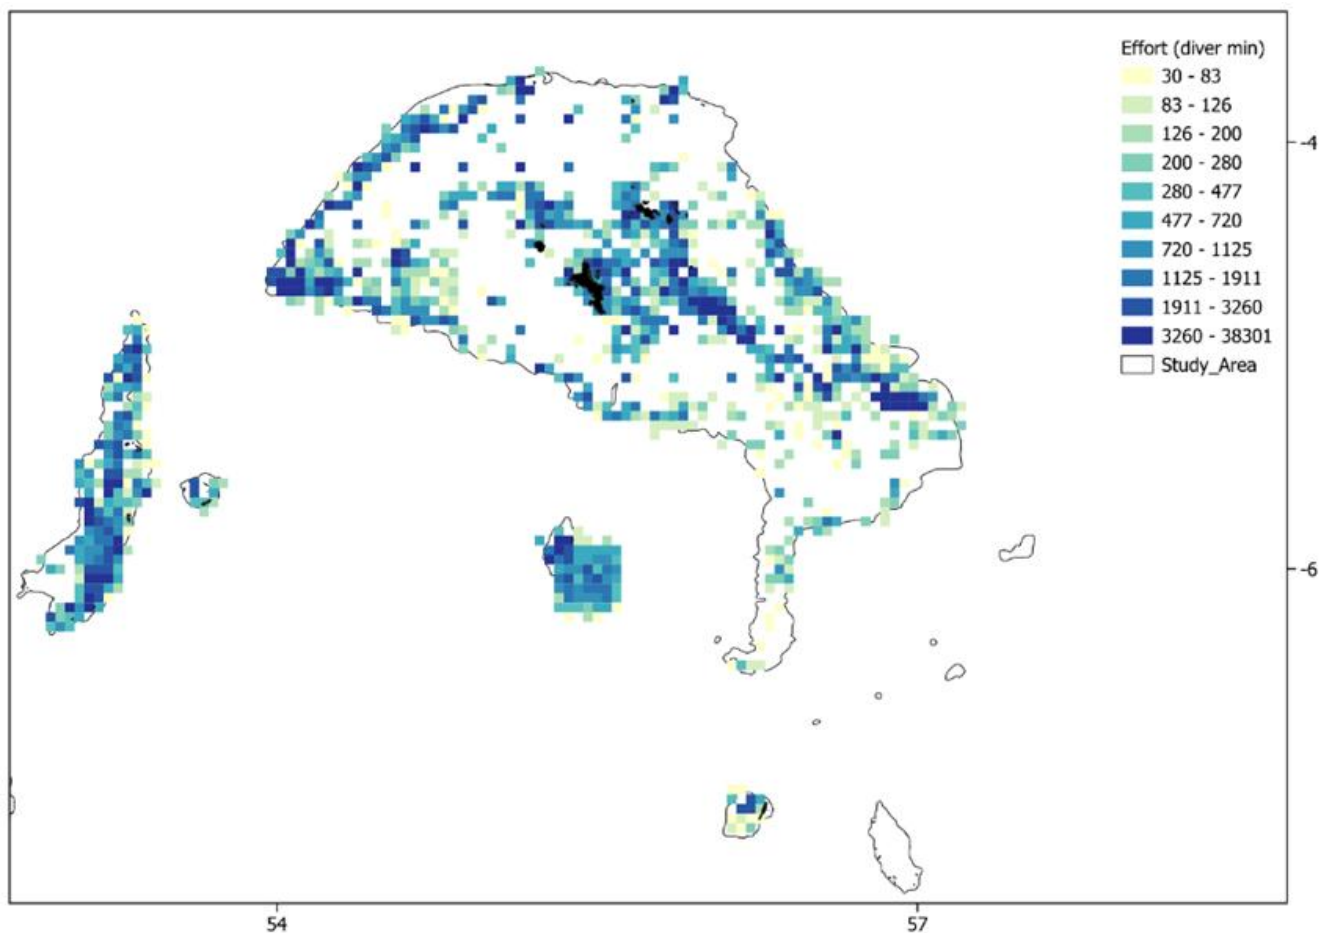 Effort (diver min)
30 - 83
83 - 126
126 - 200
200 - 280
280 - 477
477 - 720
720 - 1125
1125 - 1911
1911 - 3260
3260 - 38301
Study_Area
-4
-6
54
57